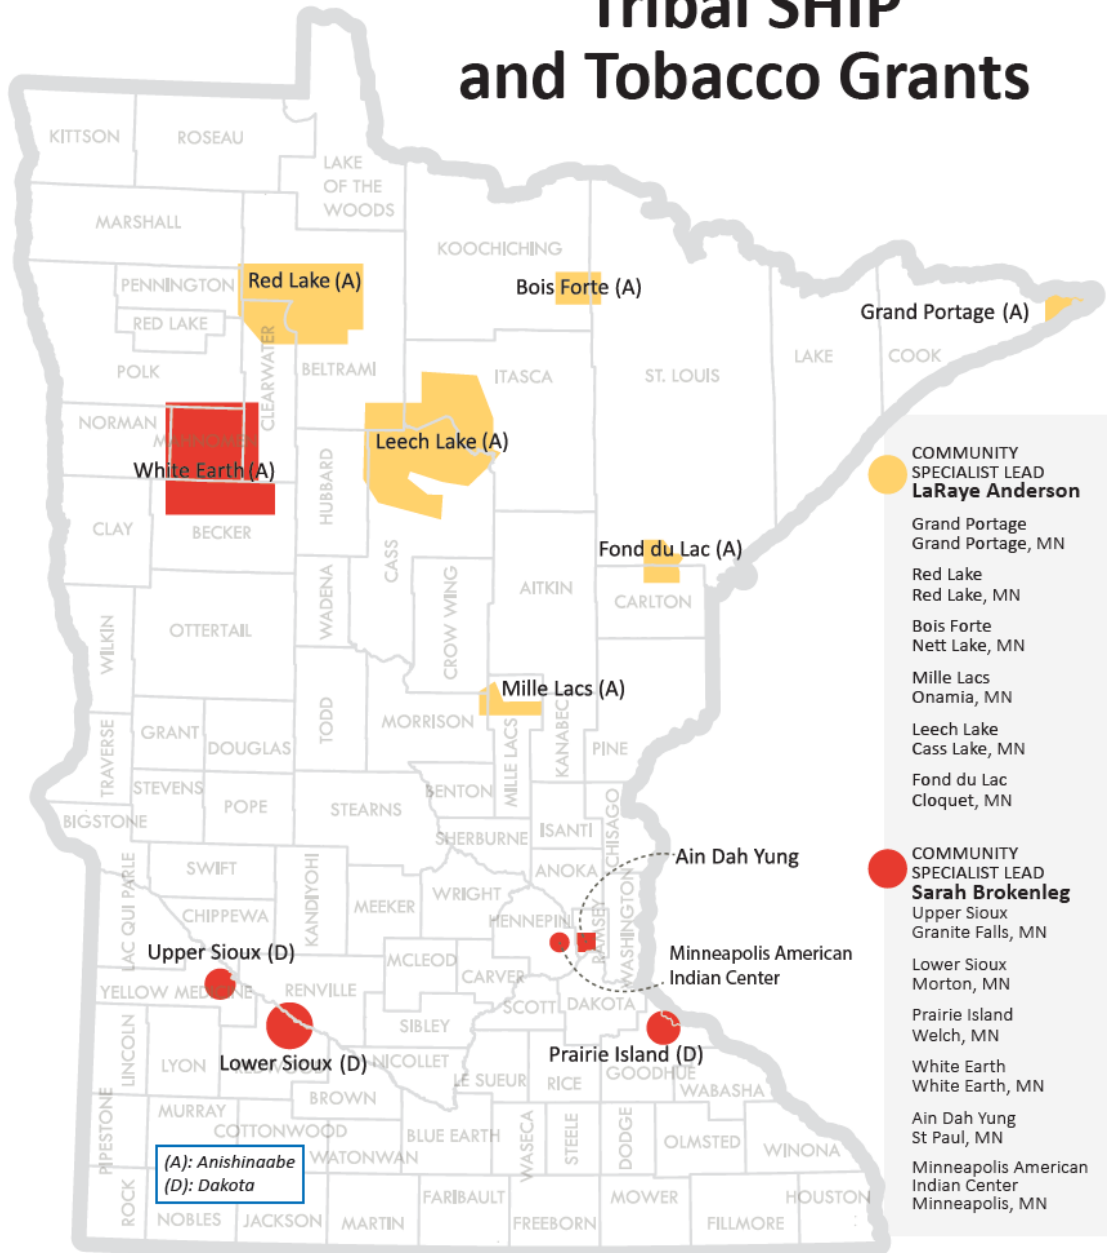 Tribal SHIP
and Tobacco Grants
KITTSON
ROSEAU
LAKE
OF THE
WOODS
MARSHALL
KOOCHICHING
PENNINGTON
Red Lake (A)
Bois Forte (A)
Grand Portage (A)
RED LAKE
CLEARWATER
POLK
BELTRAMI
ITASCA
ST. LOUIS
LAKE
COOK
NORMAN
MAHNOMEN
Leech Lake (A)
White Earth (A)
HUBBARD
CLAY
BECKER
CASS
Fond du Lac (A)
WADENA
CROW WING
AITKIN
CARLTON
WILKIN
OTTERTAIL
Mille Lacs (A)
TODD
MORRISON
MILLE LACS
KANABEC
PINE
TRAVERSE
GRANT
DOUGLAS
STEVENS
POPE
STEARNS
BENTON
BIGSTONE
SHERBURNE
ISANTI
CHISAGO
SWIFT
ANOKA
Ain Dah Yung
LAC QUI PARLE
KANDIYOHI
MEEKER
WRIGHT
CHIPPEWA
HENNEPIN
RAMSEY
WASHINGTON
Upper Sioux (D)
MCLEOD
CARVER
Minneapolis American
Indian Center
YELLOW MEDICINE
RENVILLE
SCOTT
DAKOTA
SIBLEY
LINCOLN
LYON
REDWOOD
Lower Sioux (D)
NICOLLET
Prairie Island (D)
LE SUEUR
RICE
GOODHUE
WABASHA
PIPESTONE
MURRAY
BROWN
COTTONWOOD
WATONWAN
BLUE EARTH
WASECA
STEELE
DODGE
OLMSTED
WINONA
(A): Anishinaabe
(D): Dakota
ROCK
NOBLES
JACKSON
MARTIN
FARIBAULT
FREEBORN
MOWER
FILLMORE
HOUSTON
COMMUNITY
SPECIALIST LEAD
LaRaye Anderson
Grand Portage
Grand Portage, MN
Red Lake
Red Lake, MN
Bois Forte
Nett Lake, MN
Mille Lacs
Onamia, MN
Leech Lake
Cass Lake, MN
Fond du Lac
Cloquet, MN
COMMUNITY
SPECIALIST LEAD
Sarah Brokenleg
Upper Sioux
Granite Falls, MN
Lower Sioux
Morton, MN
Prairie Island
Welch, MN
White Earth
White Earth, MN
Ain Dah Yung
St Paul, MN
Minneapolis American
Indian Center
Minneapolis, MN